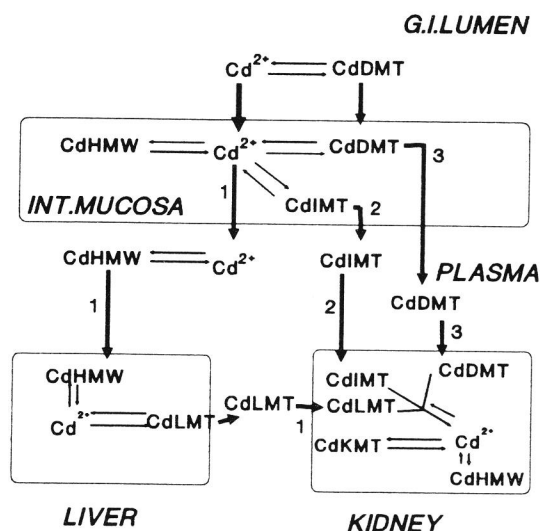 G.I.LUMEN
Cd2+ CdDMT
CdHMW Cd2+ CdDMT 3
1
INT.MUCOSA CdIMT 2
CdHMW Cd2+ CdIMT PLASMA
1 2 CdDMT
3
CdHMW CdIMT CdDMT
Cd2+ CdLMT CdLMT 1 CdLMT
CdKMT Cd2+
CdHMW
LIVER KIDNEY